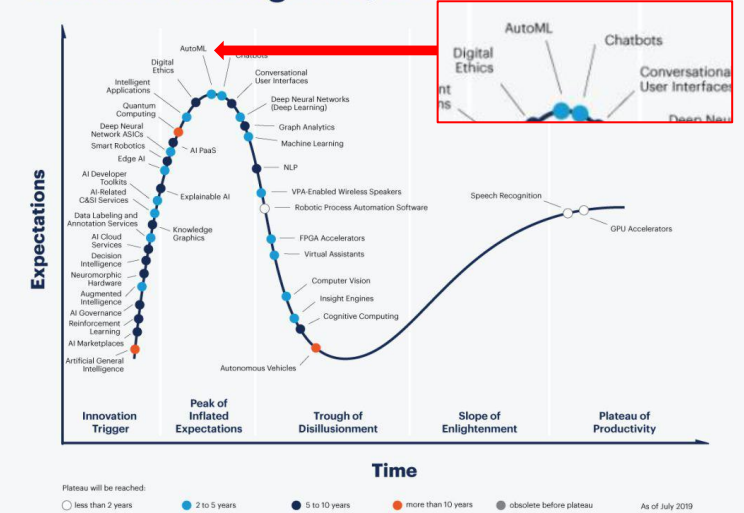 AutoML
Chatbots
Digital
Ethics
Conversational
User Interfaces
Intelligent
Applications
Deep Neural Networks
(Deep Learning)
Quantum
Computing
Graph Analytics
Deep Neural
Network ASICs
Machine Learning
Smart Robotics
AI PaaS
Edge AI
NLP
AI Developer
Toolkits
VPA-Enabled Wireless Speakers
AI-Related
C&SI Services
Explainable AI
Robotic Process Automation Software
Data Labeling and
Annotation Services
Knowledge
Graphics
AI Cloud
Services
FPGA Accelerators
Decision
Intelligence
Virtual Assistants
Neuromorphic
Hardware
Computer Vision
Augmented
Intelligence
Insight Engines
AI Governance
Cognitive Computing
Reinforcement
Learning
AI Marketplaces
Artificial General
Intelligence
Autonomous Vehicles
Speech Recognition
GPU Accelerators
AutoML
Chatbots
Digital
Ethics
Conversationa
User Interfaces
nt
ns
Deep Neu
Expectations
Innovation
Trigger
Peak of
Inflated
Expectations
Trough of
Disillusionment
Slope of
Enlightenment
Plateau of
Productivity
Time
Plateau will be reached:
less than 2 years
2 to 5 years
5 to 10 years
more than 10 years
obsolete before plateau
As of July 2019